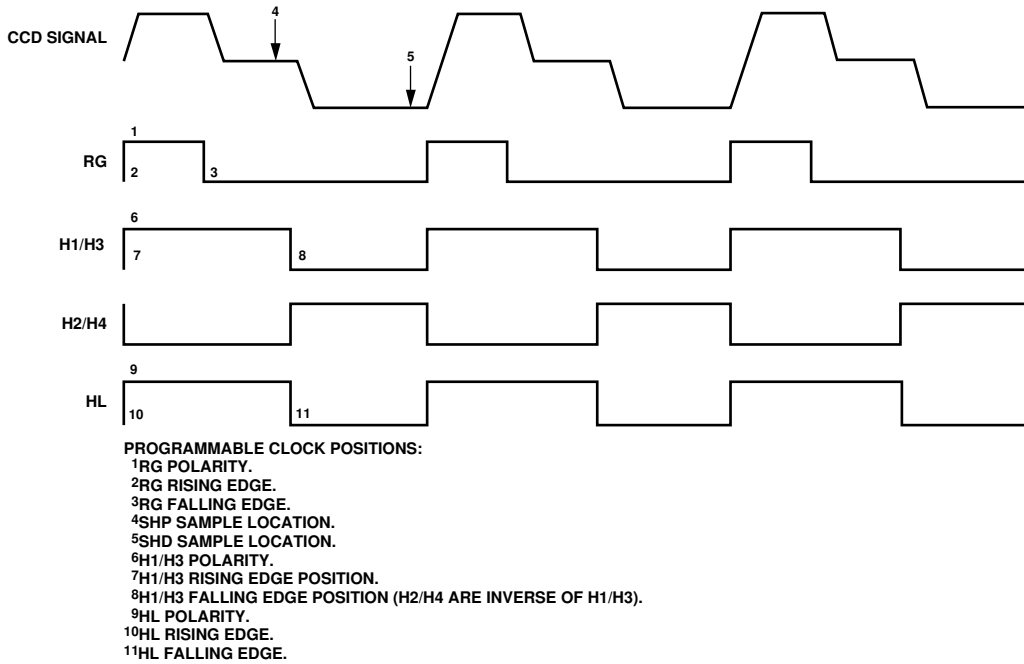 4
CCD SIGNAL
5
1
RG
2
3
6
H1/H3
7
8
H2/H4
9
HL
10
11
PROGRAMMABLE CLOCK POSITIONS:
1RG POLARITY.
2RG RISING EDGE.
3RG FALLING EDGE.
4SHP SAMPLE LOCATION.
5SHD SAMPLE LOCATION.
6H1/H3 POLARITY.
7H1/H3 RISING EDGE POSITION.
8H1/H3 FALLING EDGE POSITION (H2/H4 ARE INVERSE OF H1/H3).
9HL POLARITY.
10HL RISING EDGE.
11HL FALLING EDGE.